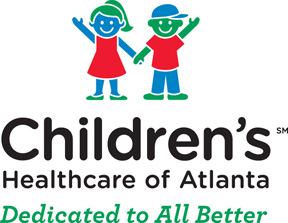 Children's℠
Healthcare of Atlanta
Dedicated to All Better